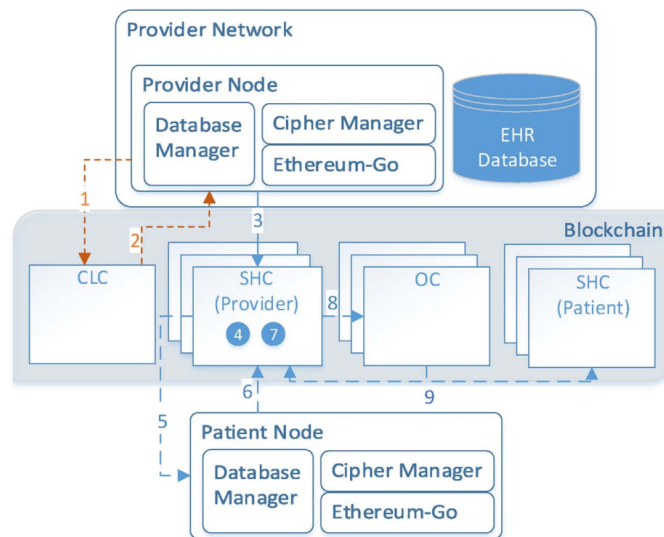 Provider Network
Provider Node
Database
Manager
Cipher Manager
Ethereum-Go
EHR
Database
1
2
3
Blockchain
CLC
SHC
(Provider)
4 7
8
OC
SHC
(Patient)
5
6
9
Patient Node
Database
Manager
Cipher Manager
Ethereum-Go